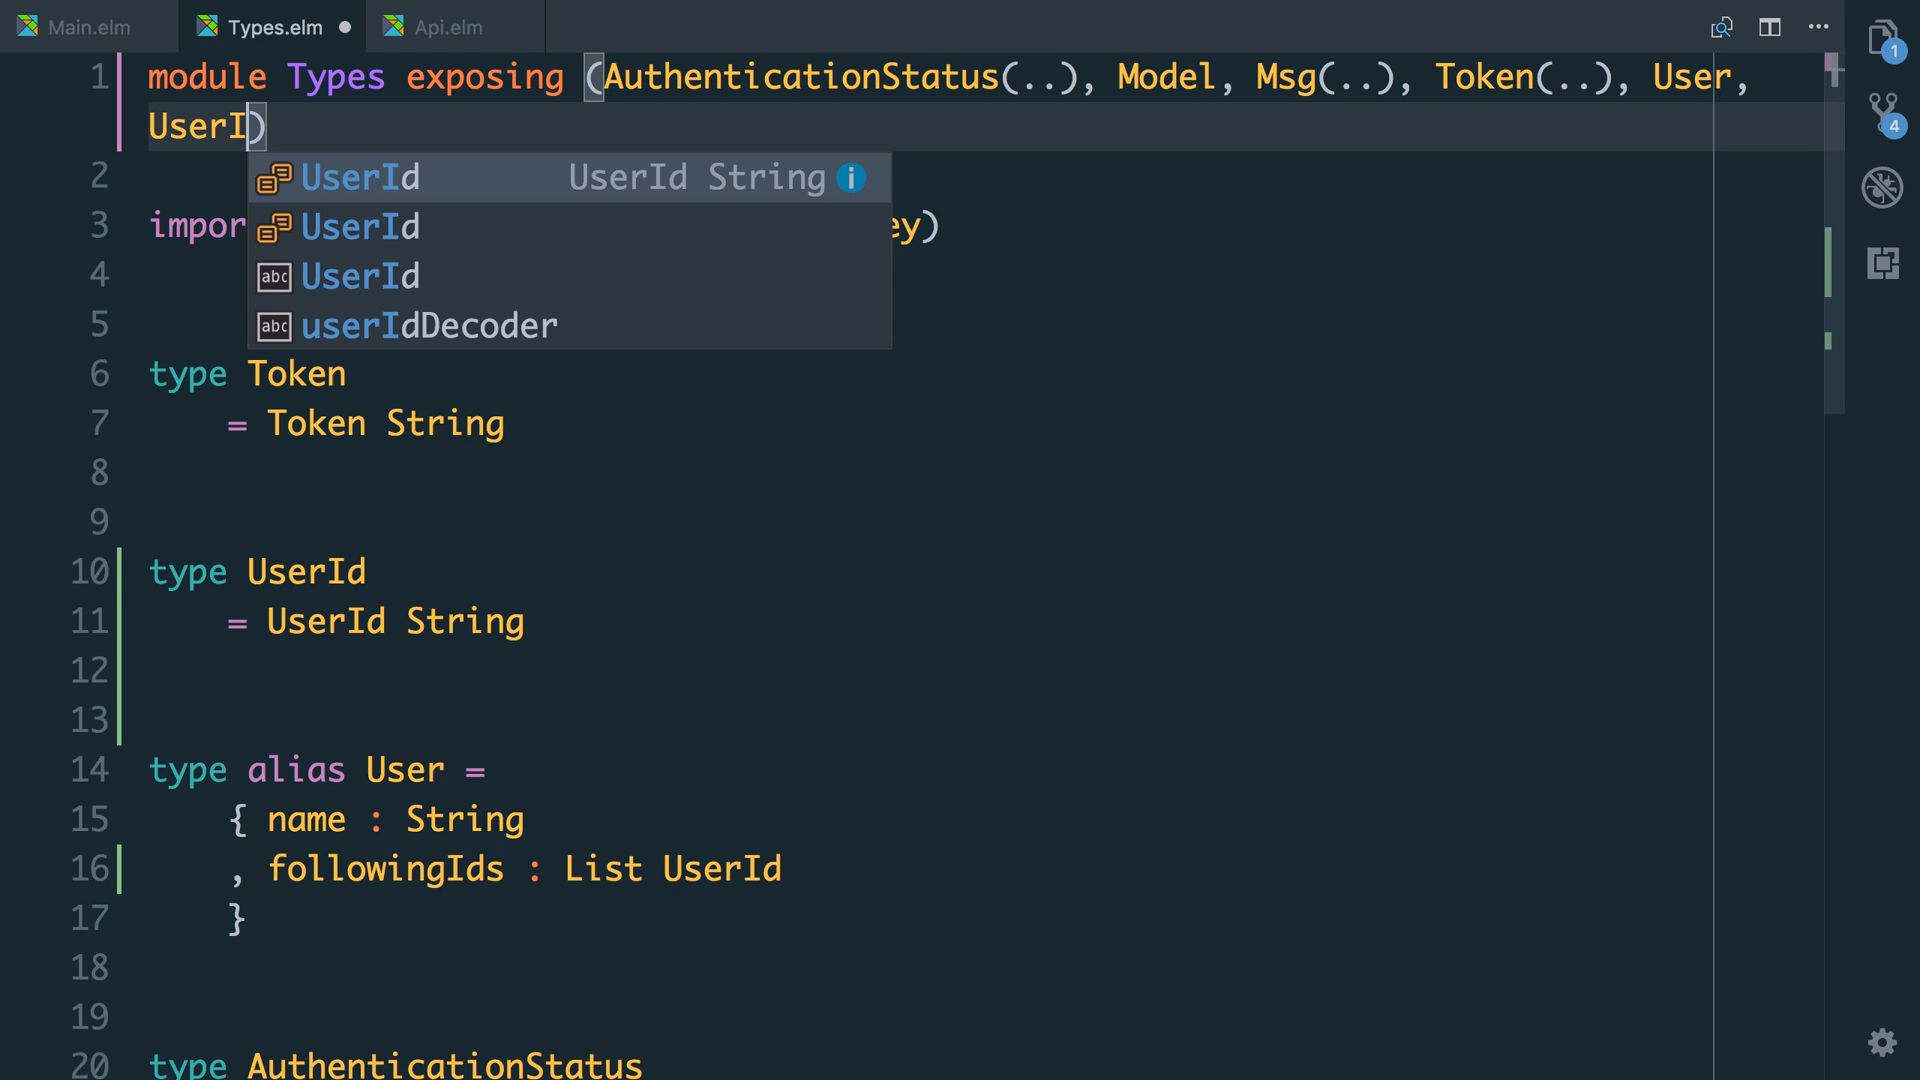 Main.elm Types.elm Api.elm
1 module Types exposing (AuthenticationStatus(..), Model, Msg(..), Token(..), User,
UserI)
UserId UserId String i
2
3 impor ey)
UserId
4
abc UserId
5
abc userIdDecoder
6 type Token
7 = Token String
8
9
10 type UserId
11 = UserId String
12
13
14 type alias User =
15 { name : String
16 , followingIds : List UserId
17 }
18
19
20 type AuthenticationStatus
1
4